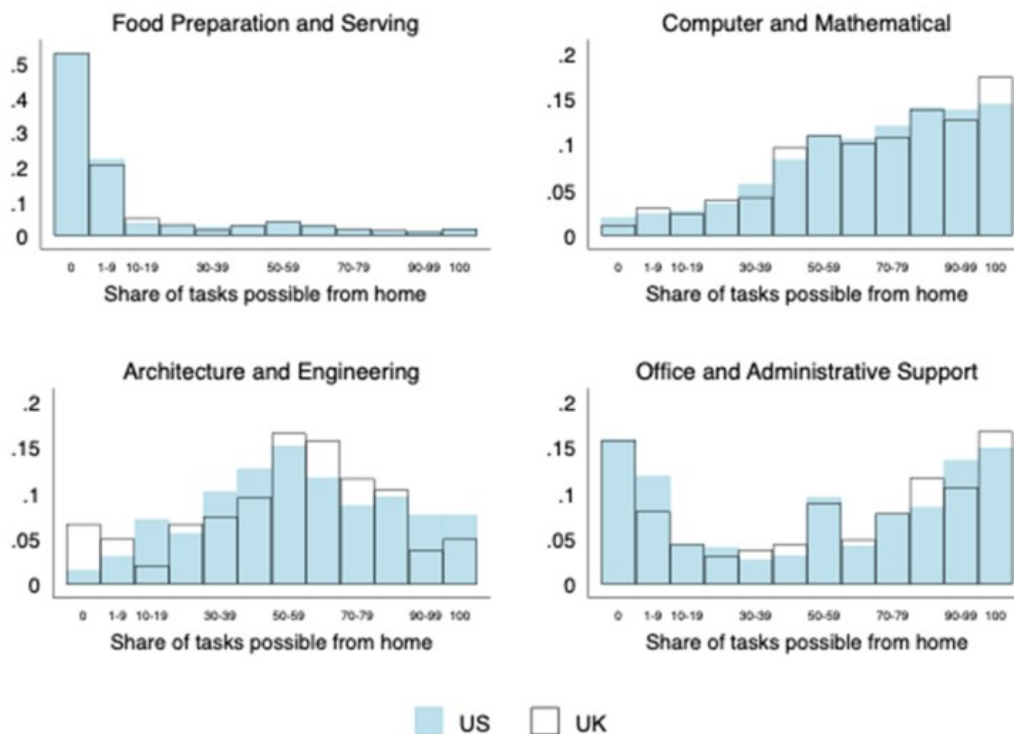 Food Preparation and Serving
.5
.4
.3
.2
.1
0
0 1-9 10-19 30-39 50-59 70-79 90-99 100
Share of tasks possible from home
Computer and Mathematical
.2
.15
.1
.05
0
0 1-9 10-19 30-39 50-59 70-79 90-99 100
Share of tasks possible from home
Architecture and Engineering
.2
.15
.1
.05
0
0 1-9 10-19 30-39 50-59 70-79 90-99 100
Share of tasks possible from home
Office and Administrative Support
.2
.15
.1
.05
0
0 1-9 10-19 30-39 50-59 70-79 90-99 100
Share of tasks possible from home
US UK